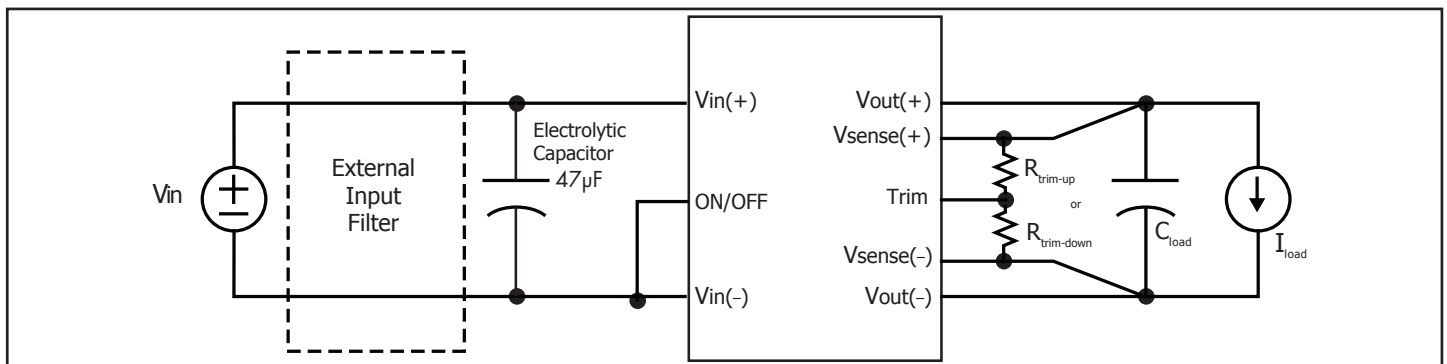 Vin
External
Input
Filter
Electrolytic
Capacitor
47µF
Vin(+)
ON/OFF
Vin(−)
Vout(+)
Vsense(+)
Trim
Vsense(−)
Vout(−)
Rtrim-up
or
Rtrim-down
Cload
Iload